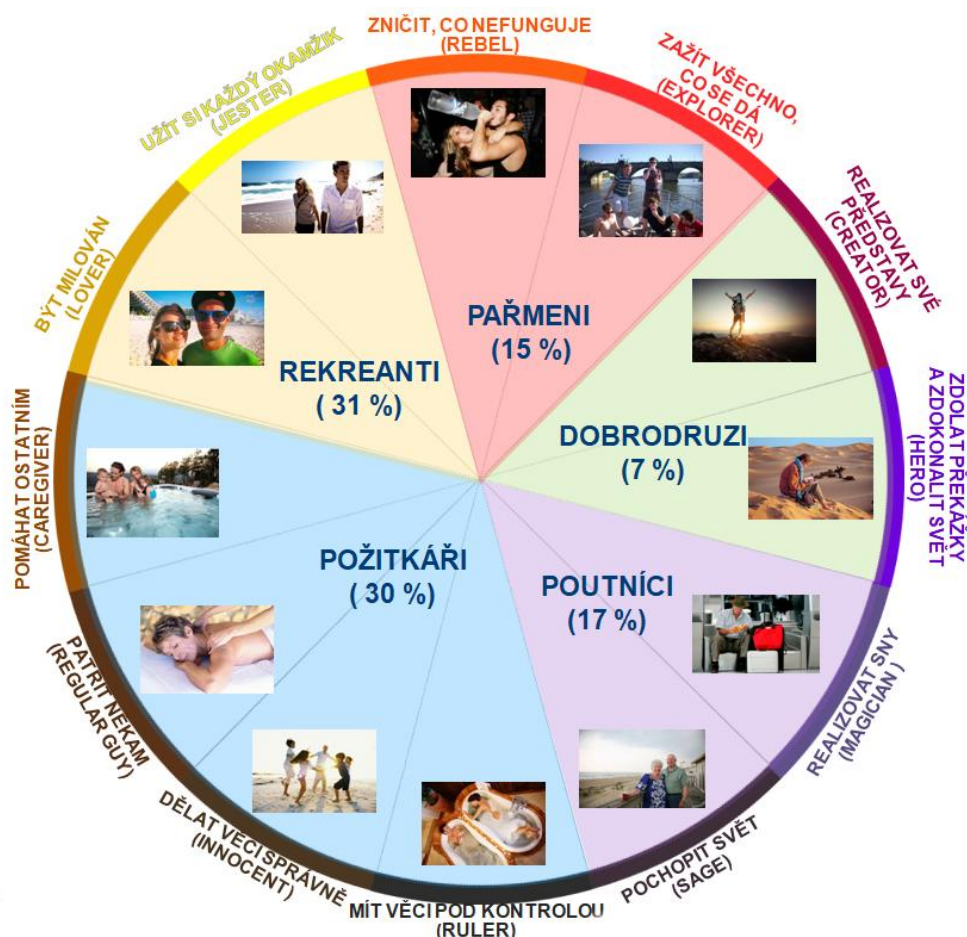 ZNIČIT, CO NEFUNGUJE
(REBEL)
ZAŽÍT VŠECHNO,
CO SE DÁ
(EXPLORER)
REALIZOVAT SVÉ
PŘEDSTAVY
(CREATOR)
ZDOLAT PŘEKÁŽKY
A ZDOKONALIT SVĚT
(HERO)
REALIZOVAT SNY
(MAGICIAN )
POCHOPIT SVĚT
(SAGE)
MÍT VĚCI POD KONTROLOU
(RULER)
DĚLAT VĚCI SPRÁVNĚ
(INNOCENT)
PATŘIT NĚKAM
(REGULAR GUY)
POMÁHAT OSTATNÍM
(CAREGIVER)
BÝT MILOVÁN
(LOVER)
UŽÍT SI KAŽDÝ OKAMŽIK
(JESTER)
PAŘMENI
(15 %)
DOBRODRUZI
(7 %)
POUTNÍCI
(17 %)
POŽITKÁŘI
( 30 %)
REKREANTI
( 31 %)